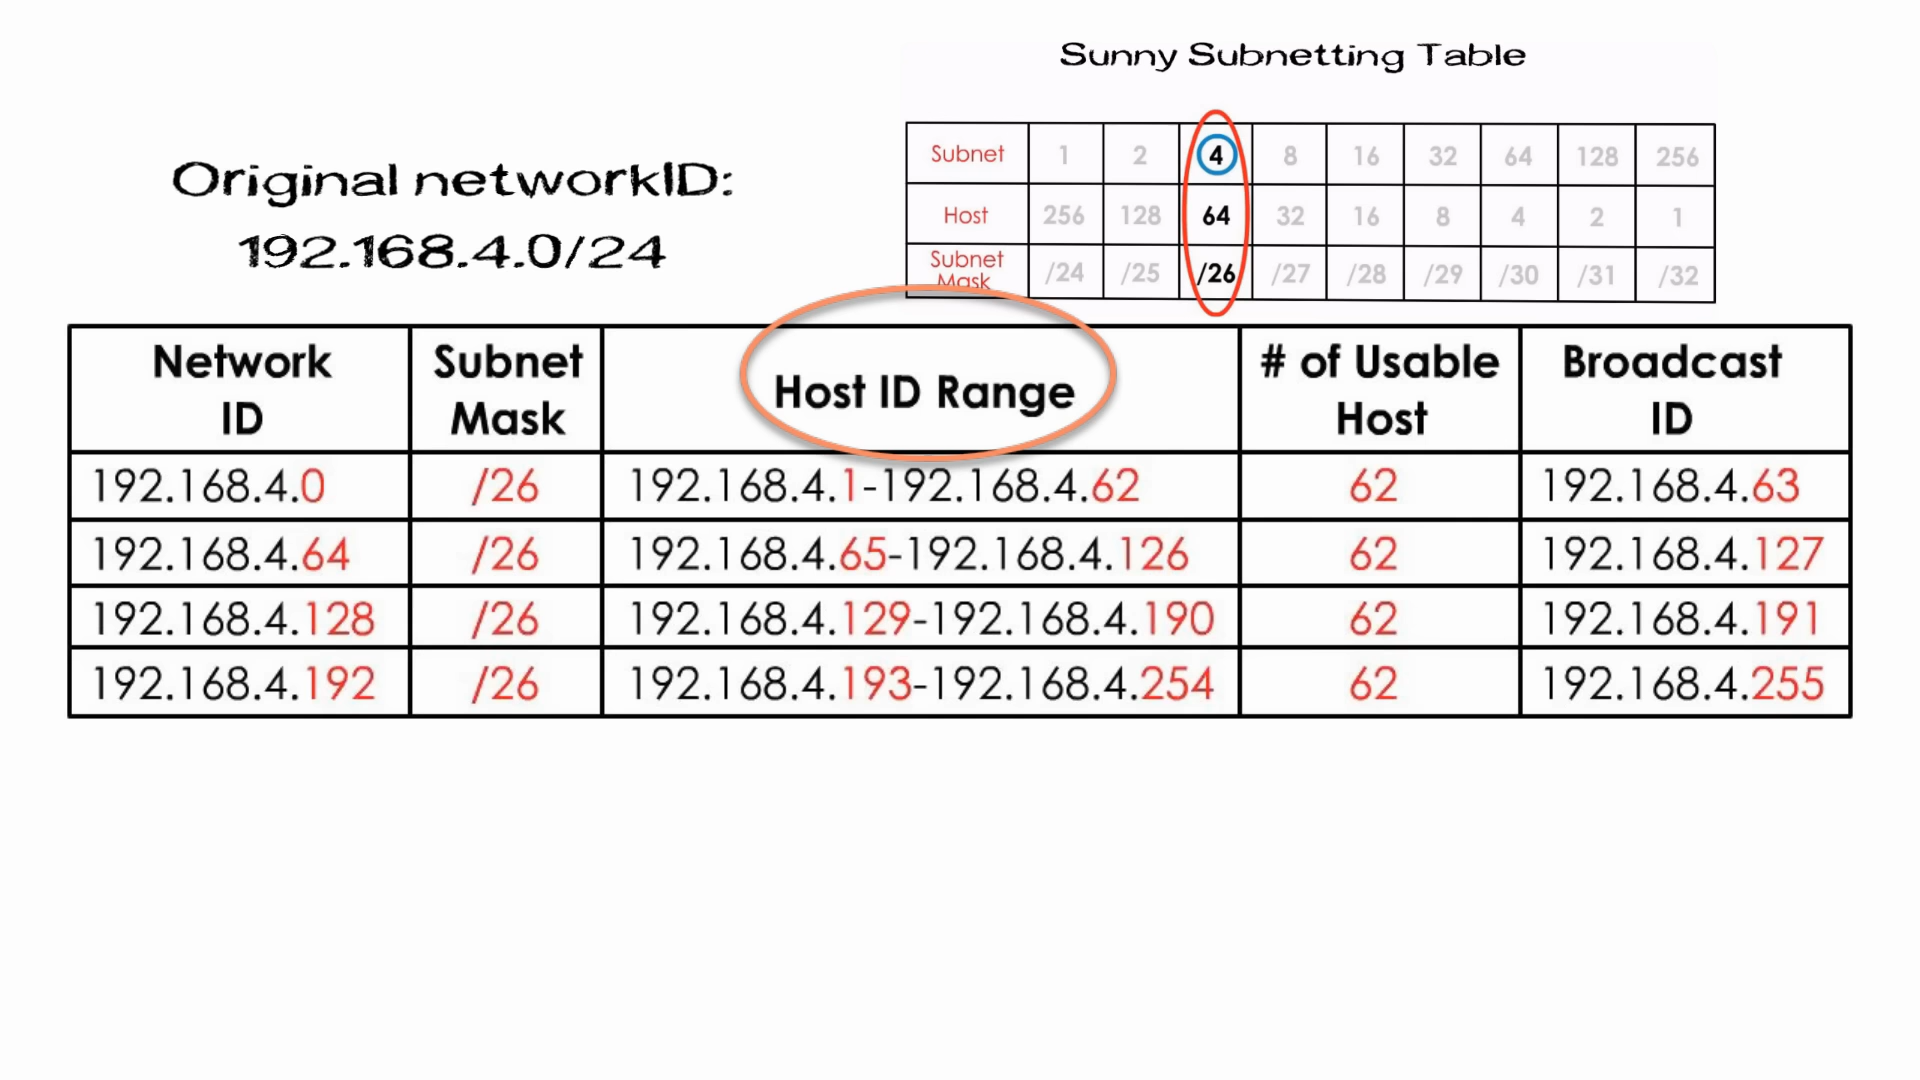 Sunny Subnetting Table
Subnet 1 2 4 8 16 32 64 128 256
Host 256 128 64 32 16 8 4 2 1
Subnet Mask /24 /25 /26 /27 /28 /29 /30 /31 /32
Original networkID:
192.168.4.0/24
Network ID Subnet Mask Host ID Range # of Usable Host Broadcast ID
192.168.4.0 /26 192.168.4.1-192.168.4.62 62 192.168.4.63
192.168.4.64 /26 192.168.4.65-192.168.4.126 62 192.168.4.127
192.168.4.128 /26 192.168.4.129-192.168.4.190 62 192.168.4.191
192.168.4.192 /26 192.168.4.193-192.168.4.254 62 192.168.4.255